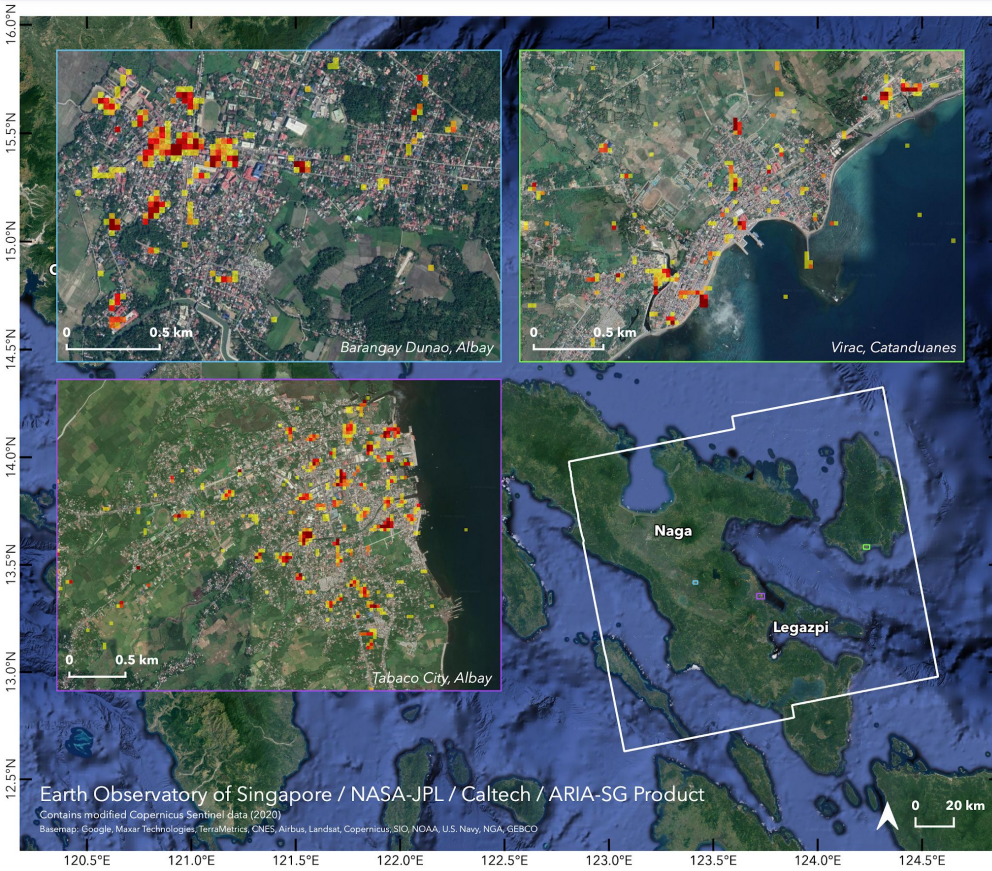 16.0°N
15.5°N
15.0°N
14.5°N
14.0°N
13.5°N
13.0°N
12.5°N
0 0.5 km
Barangay Dunao, Albay
0 0.5 km
Virac, Catanduanes
0 0.5 km
Tabaco City, Albay
Naga
Legazpi
Earth Observatory of Singapore / NASA-JPL / Caltech / ARIA-SG Product
Contains modified Copernicus Sentinel data (2020)
Basemap: Google, Maxar Technologies, TerraMetrics, CNES, Airbus, Landsat, Copernicus, SIO, NOAA, U.S. Navy, NGA, GEBCO
0 20 km
120.5°E 121.0°E 121.5°E 122.0°E 122.5°E 123.0°E 123.5°E 124.0°E 124.5°E